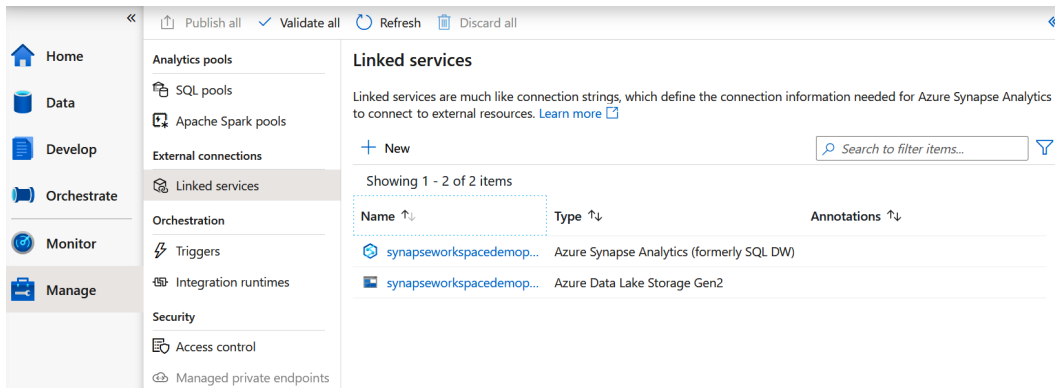 Publish all Validate all Refresh Discard all
Home
Data
Develop
Orchestrate
Monitor
Manage
Analytics pools
SQL pools
Apache Spark pools
External connections
Linked services
Orchestration
Triggers
Integration runtimes
Security
Access control
Managed private endpoints
Linked services
Linked services are much like connection strings, which define the connection information needed for Azure Synapse Analytics
to connect to external resources. Learn more
New
Search to filter items...
Showing 1 - 2 of 2 items
Name Type Annotations
synapseworkspacedemop... Azure Synapse Analytics (formerly SQL DW)
synapseworkspacedemop... Azure Data Lake Storage Gen2